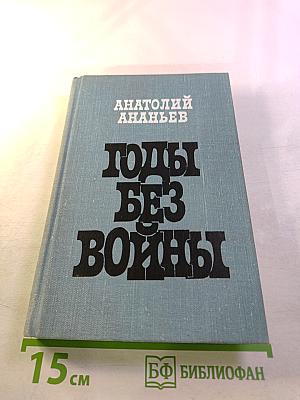 АНАТОЛИЙ
АНАНЬЕВ
ГОДЫ
БЕЗ
ВОЙНЫ
15 см
БФ БИБЛИОФАН